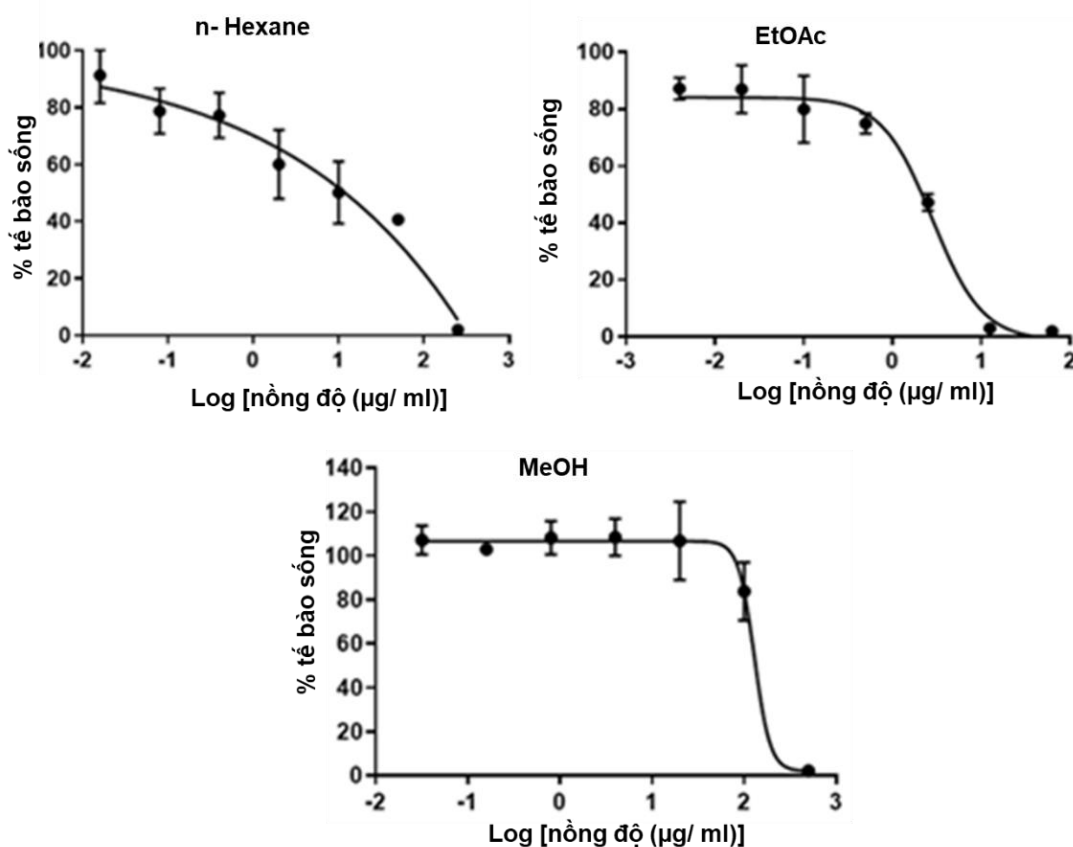 n- Hexane
100
80
60
40
20
0
-2 -1 0 1 2 3
% tế bào sống
Log [nồng độ (µg/ ml)]
EtOAc
100
80
60
40
20
0
-3 -2 -1 0 1 2
% tế bào sống
Log [nồng độ (µg/ ml)]
MeOH
140
120
100
80
60
40
20
0
-2 -1 0 1 2 3
% tế bào sống
Log [nồng độ (µg/ ml)]